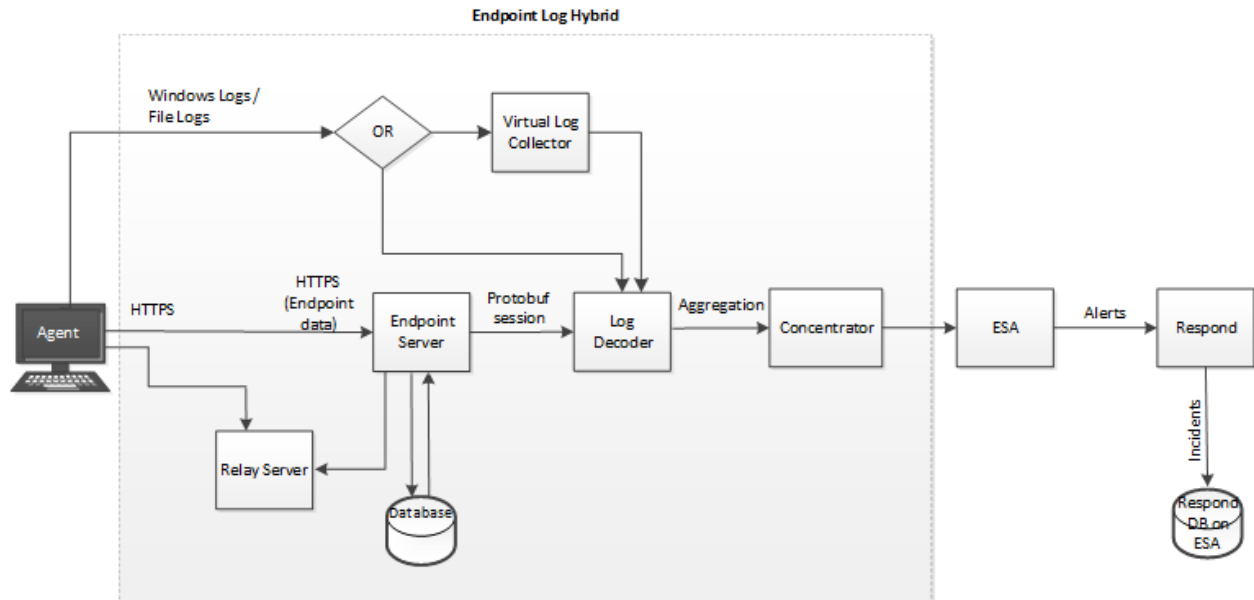 Endpoint Log Hybrid
Windows Logs /
File Logs
OR
Virtual Log
Collector
HTTPS
HTTPS
(Endpoint
data)
Agent
Endpoint
Server
Protobuf
session
Log
Decoder
Aggregation
Concentrator
ESA
Alerts
Respond
Relay Server
Database
Incidents
Respond
DB on
ESA